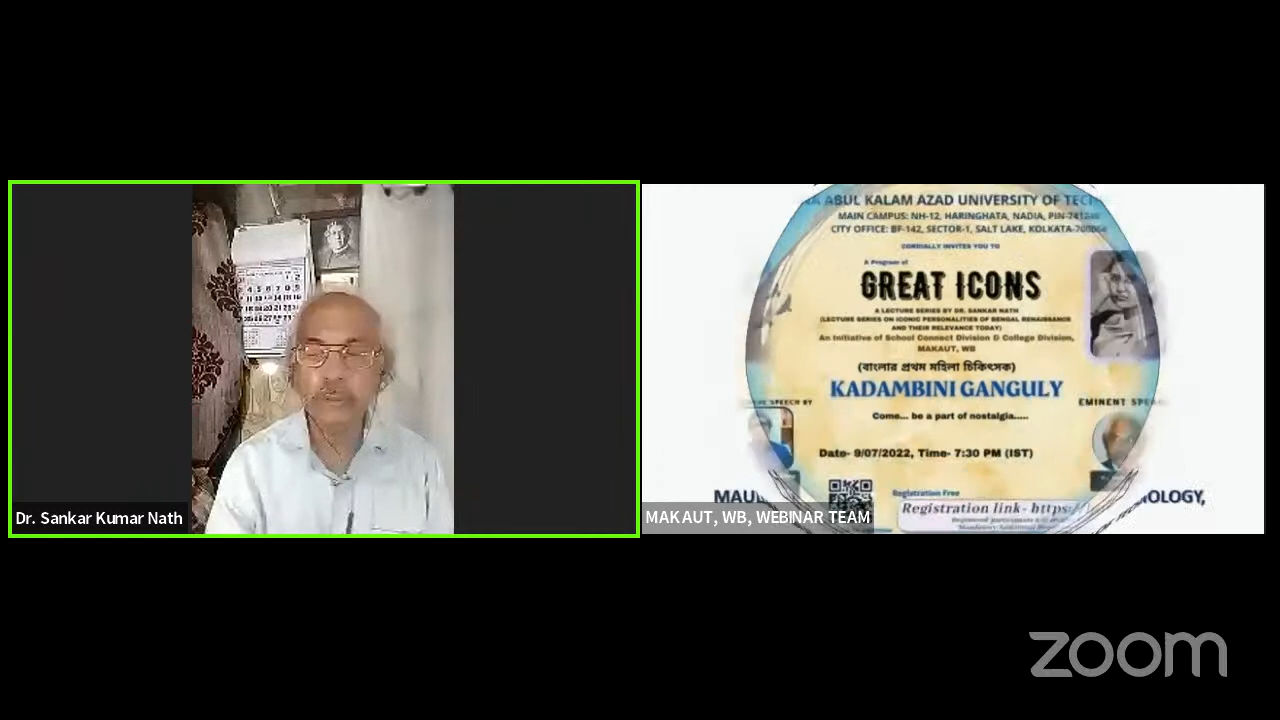 ABUL KALAM AZAD UNIVERSITY OF TECH
MAIN CAMPUS: NH-12, HARINGHATA, NADIA, PIN-741249
CITY OFFICE: BF-142, SECTOR-1, SALT LAKE, KOLKATA-700064
CORDIALLY INVITES YOU TO
A Program of
GREAT ICONS
A LECTURE SERIES BY DR. SANKAR NATH
(LECTURE SERIES ON ICONIC PERSONALITIES OF BENGAL RENAISSANCE
AND THEIR RELEVANCE TODAY)
An Initiative of School Connect Division & College Division,
MAKAUT, WB
(বাংলার প্রথম মহিলা চিকিৎসক)
KADAMBINI GANGULY
SPEECH BY
EMINENT SPEA
Come... be a part of nostalgia.....
Date- 9/07/2022, Time- 7:30 PM (IST)
MAUL
OLOGY,
Registration Free
Registration link- https:/
Dr. Sankar Kumar Nath
MAKAUT, WB, WEBINAR TEAM
zoom